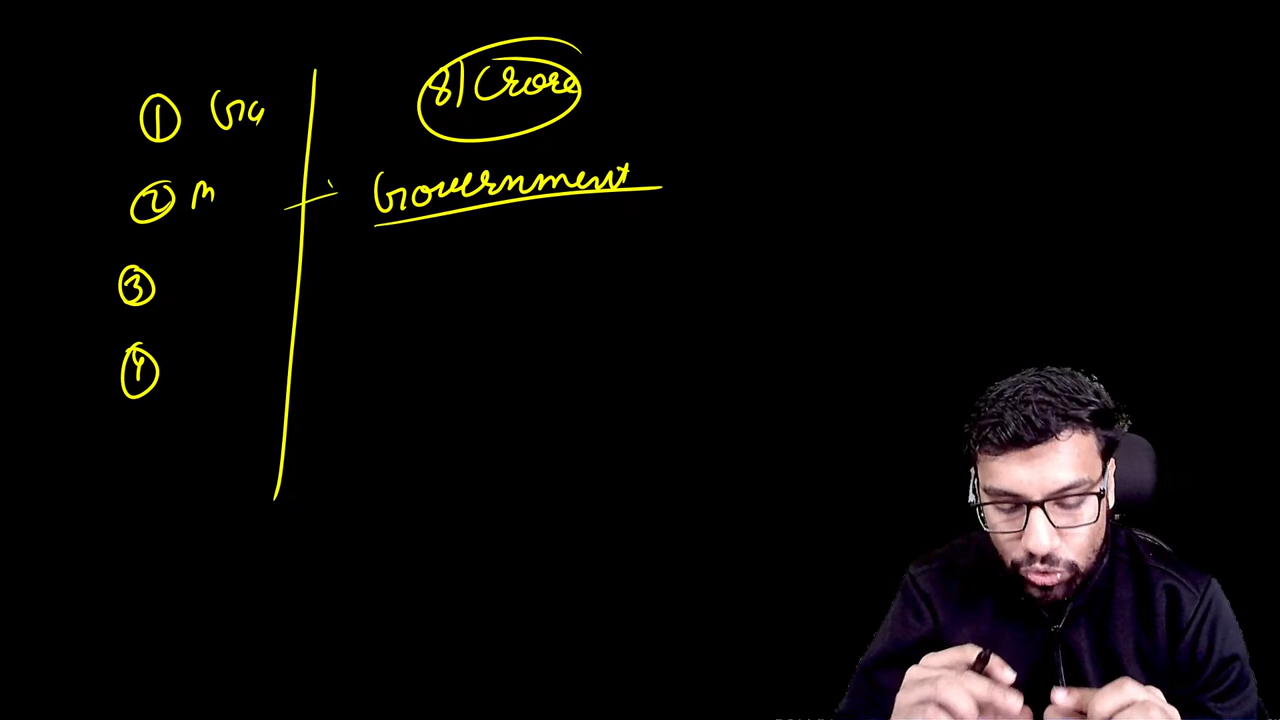 81 Crore
①
② m
Government
③
④